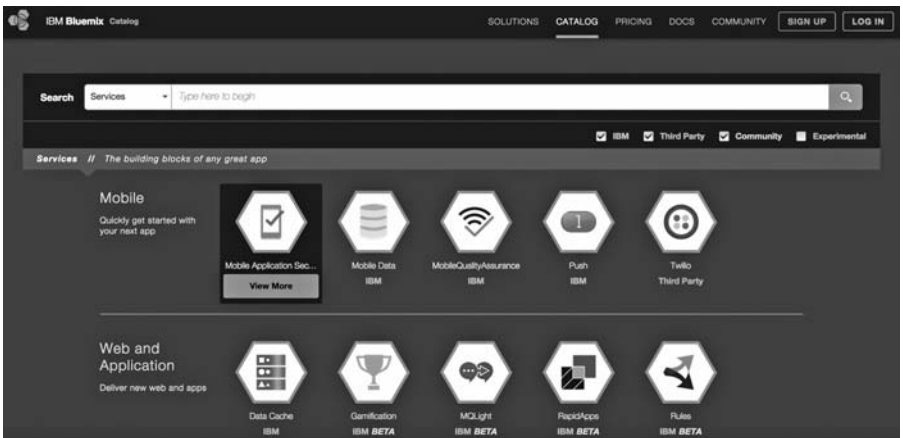 IBM Bluemix Catalog
SOLUTIONS CATALOG PRICING DOCS COMMUNITY SIGN UP LOG IN
Search Services Type here to begin
IBM Third Party Community Experimental
Services // The building blocks of any great app
Mobile
Quickly get started with
your next app
1
Mobile Application Sec... Mobile Data MobileQualityAssurance Push Twilio
View More IBM IBM IBM Third Party
Web and
Application
Deliver new web and apps
Data Cache Gamification MQLight RapidApps Rules
IBM IBM BETA IBM BETA IBM BETA IBM BETA